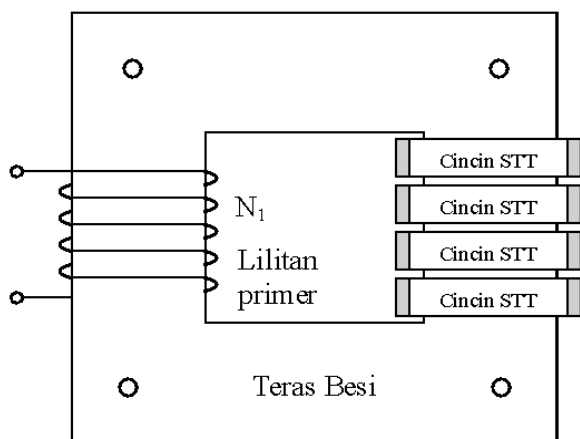 Cincin STT
Cincin STT
Cincin STT
Cincin STT
N₁
Lilitan
primer
Teras Besi